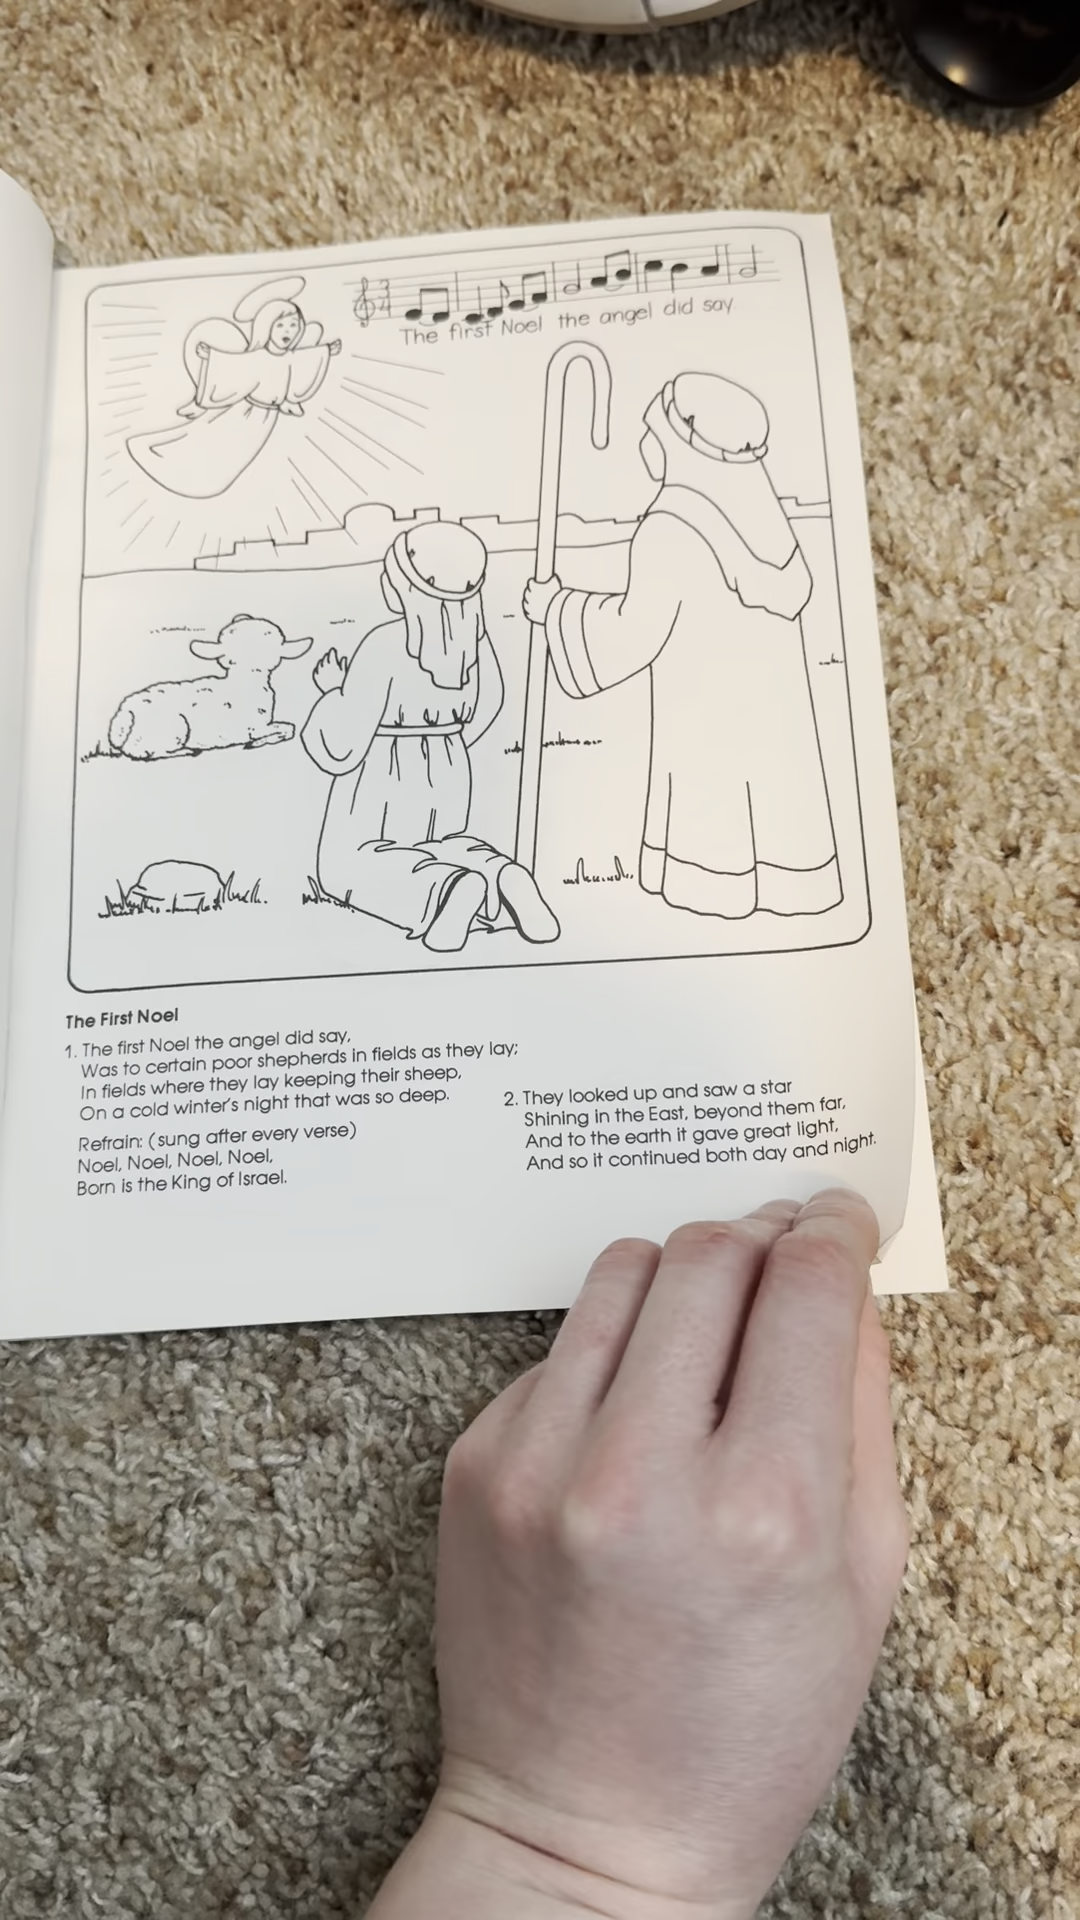 The first Noel the angel did say
The First Noel
1. The first Noel the angel did say,
Was to certain poor shepherds in fields as they lay;
In fields where they lay keeping their sheep,
On a cold winter's night that was so deep.
Refrain: (sung after every verse)
Noel, Noel, Noel, Noel,
Born is the King of Israel.
2. They looked up and saw a star
Shining in the East, beyond them far,
And to the earth it gave great light,
And so it continued both day and night.